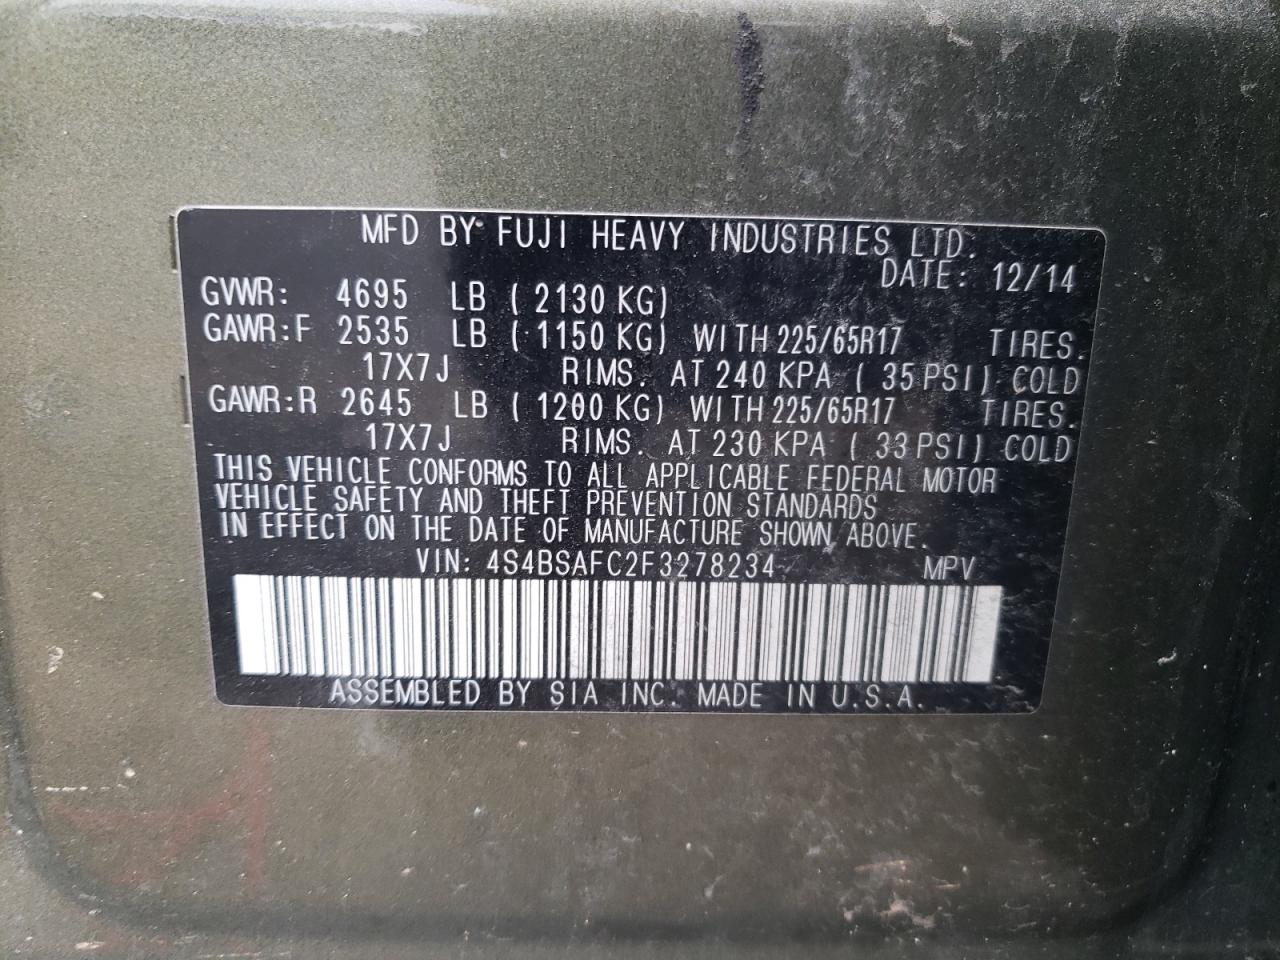 MFD BY FUJI HEAVY INDUSTRIES LTD.
DATE: 12/14
GVWR: 4695 LB (2130 KG)
GAWR:F 2535 LB (1150 KG) WITH 225/65R17 TIRES.
17X7J RIMS. AT 240 KPA (35 PSI) COLD
GAWR:R 2645 LB (1200 KG) WITH 225/65R17 TIRES.
17X7J RIMS. AT 230 KPA (33 PSI) COLD
THIS VEHICLE CONFORMS TO ALL APPLICABLE FEDERAL MOTOR
VEHICLE SAFETY AND THEFT PREVENTION STANDARDS
IN EFFECT ON THE DATE OF MANUFACTURE SHOWN ABOVE.
VIN: 4S4BSAFC2F3278234 MPV
ASSEMBLED BY SIA INC. MADE IN U.S.A.